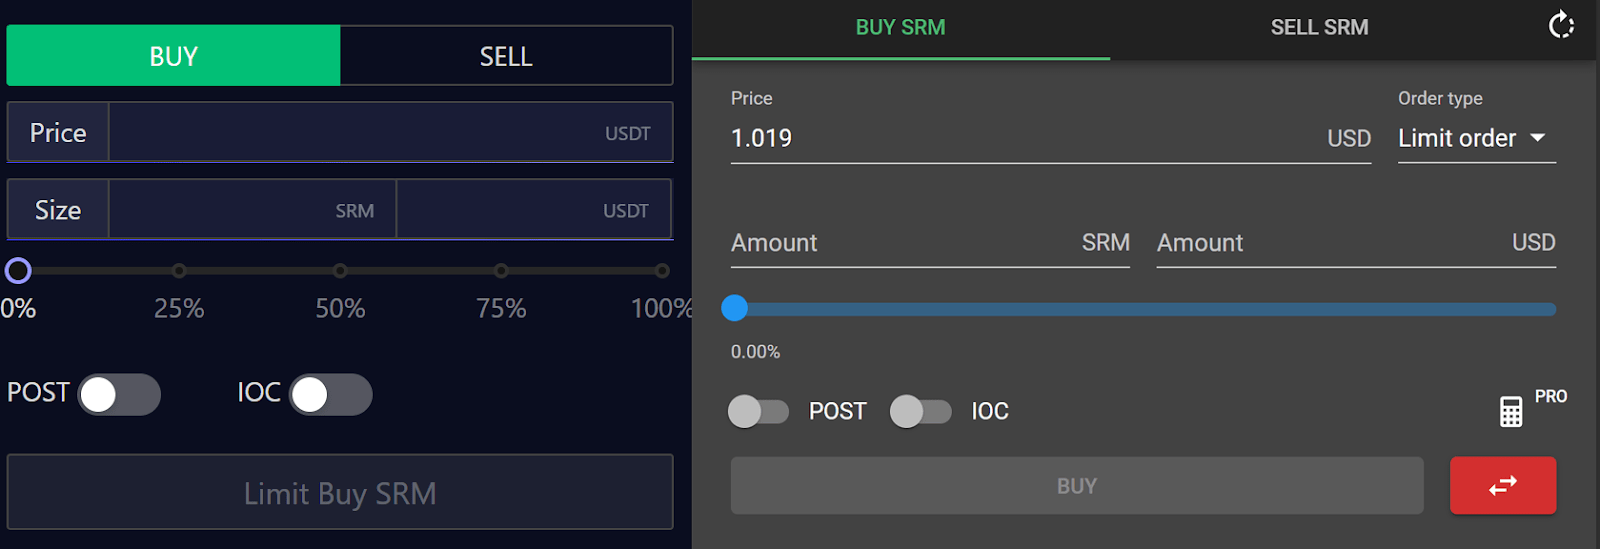 BUY SELL
Price USDT
Size SRM USDT
0% 25% 50% 75% 100%
POST IOC
Limit Buy SRM
BUY SRM SELL SRM
Price Order type
1.019 USD Limit order
Amount SRM Amount USD
0.00%
POST IOC PRO
BUY